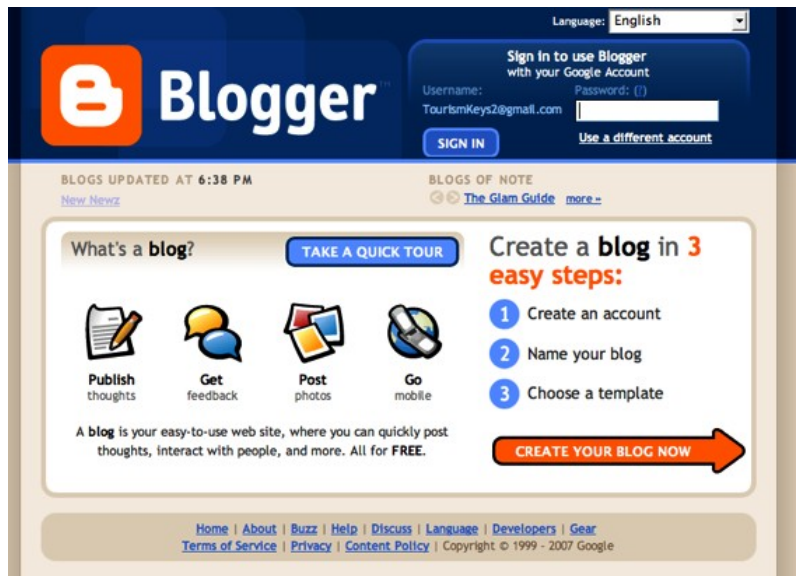 Language: English
Blogger™
Sign in to use Blogger
with your Google Account
Username: Password: (?)
TourismKeys2@gmail.com
SIGN IN Use a different account
BLOGS UPDATED AT 6:38 PM
New Newz
BLOGS OF NOTE
The Glam Guide more »
What's a blog? TAKE A QUICK TOUR
Publish
thoughts
Get
feedback
Post
photos
Go
mobile
A blog is your easy-to-use web site, where you can quickly post
thoughts, interact with people, and more. All for FREE.
Create a blog in 3
easy steps:
1 Create an account
2 Name your blog
3 Choose a template
CREATE YOUR BLOG NOW
Home | About | Buzz | Help | Discuss | Language | Developers | Gear
Terms of Service | Privacy | Content Policy | Copyright © 1999 - 2007 Google